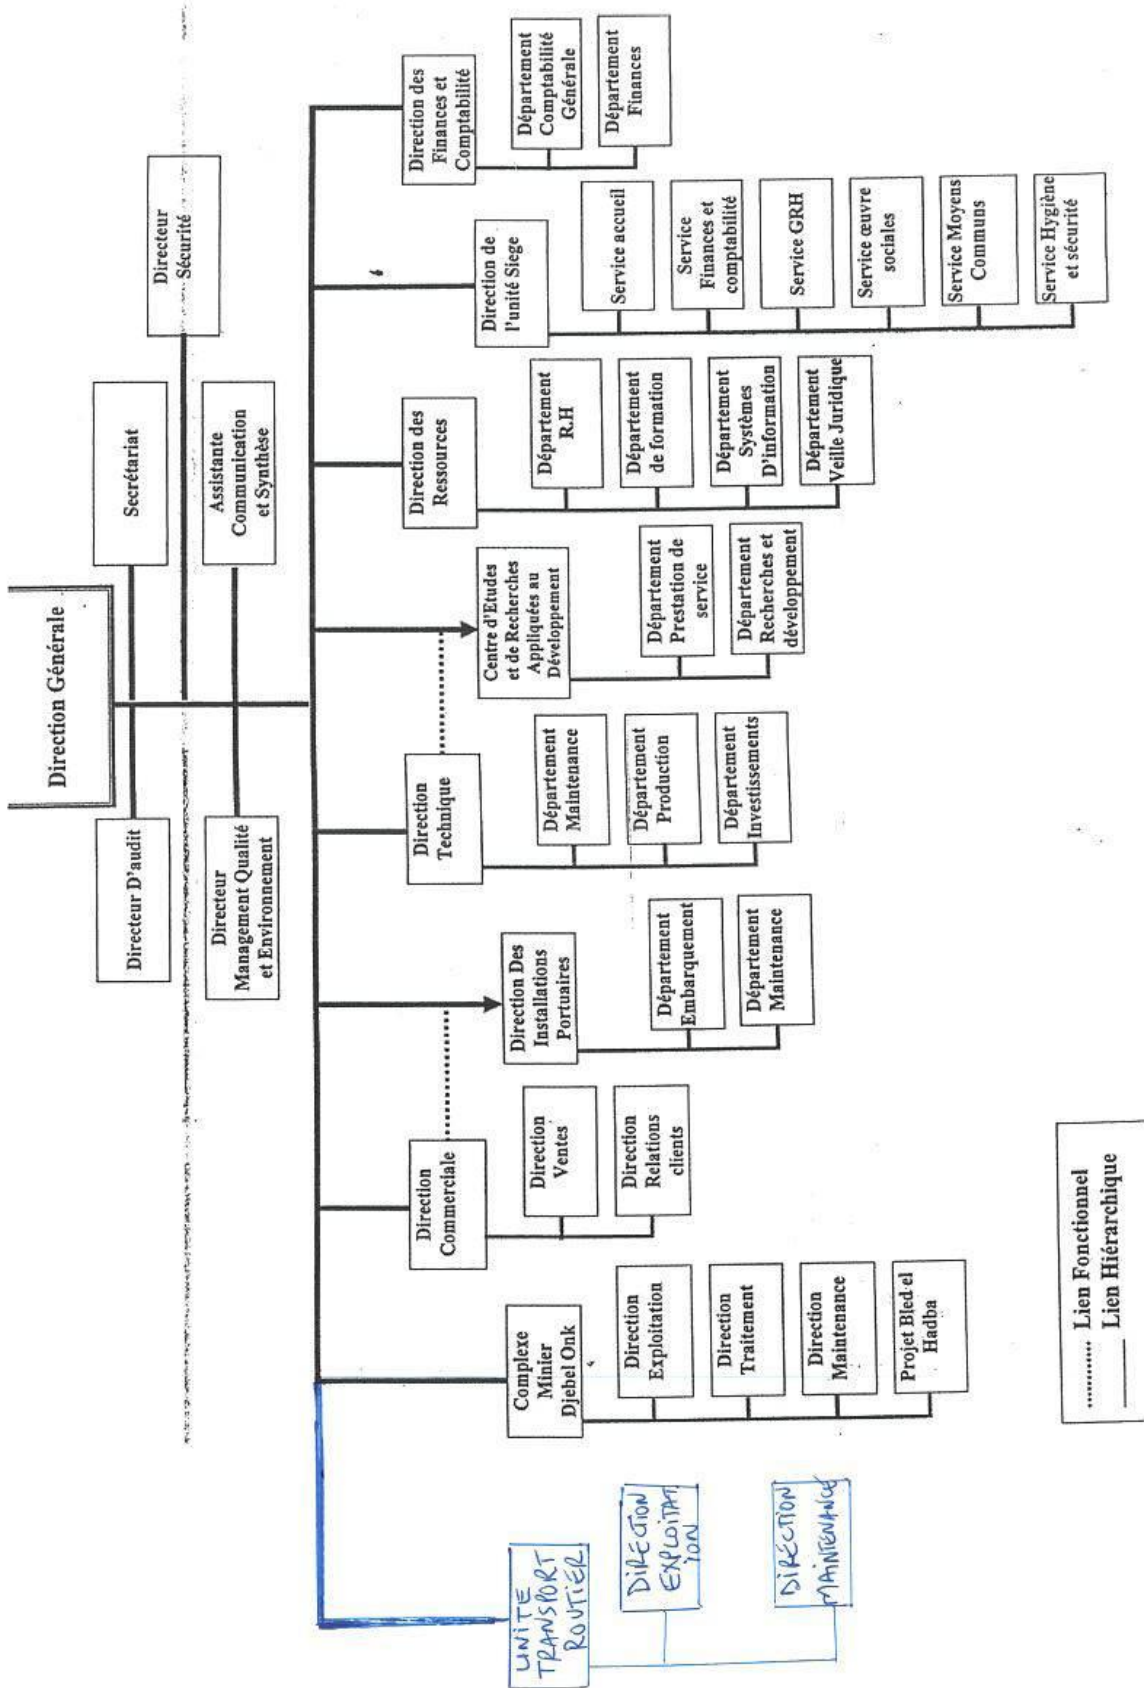 Direction Générale
Secrétariat
Directeur D'audit
Directeur
Sécurité
Assistante
Communication
et Synthèse
Directeur
Management Qualité
et Environnement
UNITE
TRANSPORT
ROUTIER
DIRECTION
EXPLOITAT
ION
DIRECTION
MAINTENANCE
Complexe
Minier
Djebel Onk
Direction
Exploitation
Direction
Traitement
Direction
Maintenance
Projet Bled el
Hadba
Direction
Commerciale
Direction
Ventes
Direction
Relations
clients
Direction Des
Installations
Portuaires
Département
Embarquement
Département
Maintenance
Direction
Technique
Département
Maintenance
Département
Production
Département
Investissements
Centre d'Etudes
et de Recherches
Appliquées au
Développement
Département
Prestation de
service
Département
Recherches et
développement
Direction des
Ressources
Département
R.H
Département
de formation
Département
Systèmes
D'information
Département
Veille Juridique
Direction de
l'unité Siege
Service accueil
Service
Finances et
comptabilité
Service GRH
Service œuvre
sociales
Service Moyens
Communs
Service Hygiène
et sécurité
Direction des
Finances et
Comptabilité
Département
Comptabilité
Générale
Département
Finances
Lien Fonctionnel
Lien Hiérarchique